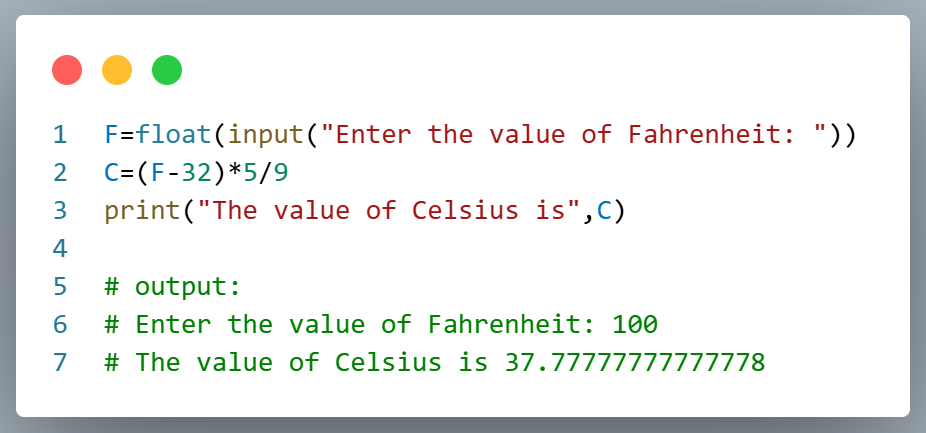 1 F=float(input("Enter the value of Fahrenheit: "))
2 C=(F-32)*5/9
3 print("The value of Celsius is",C)
4
5 # output:
6 # Enter the value of Fahrenheit: 100
7 # The value of Celsius is 37.77777777777778